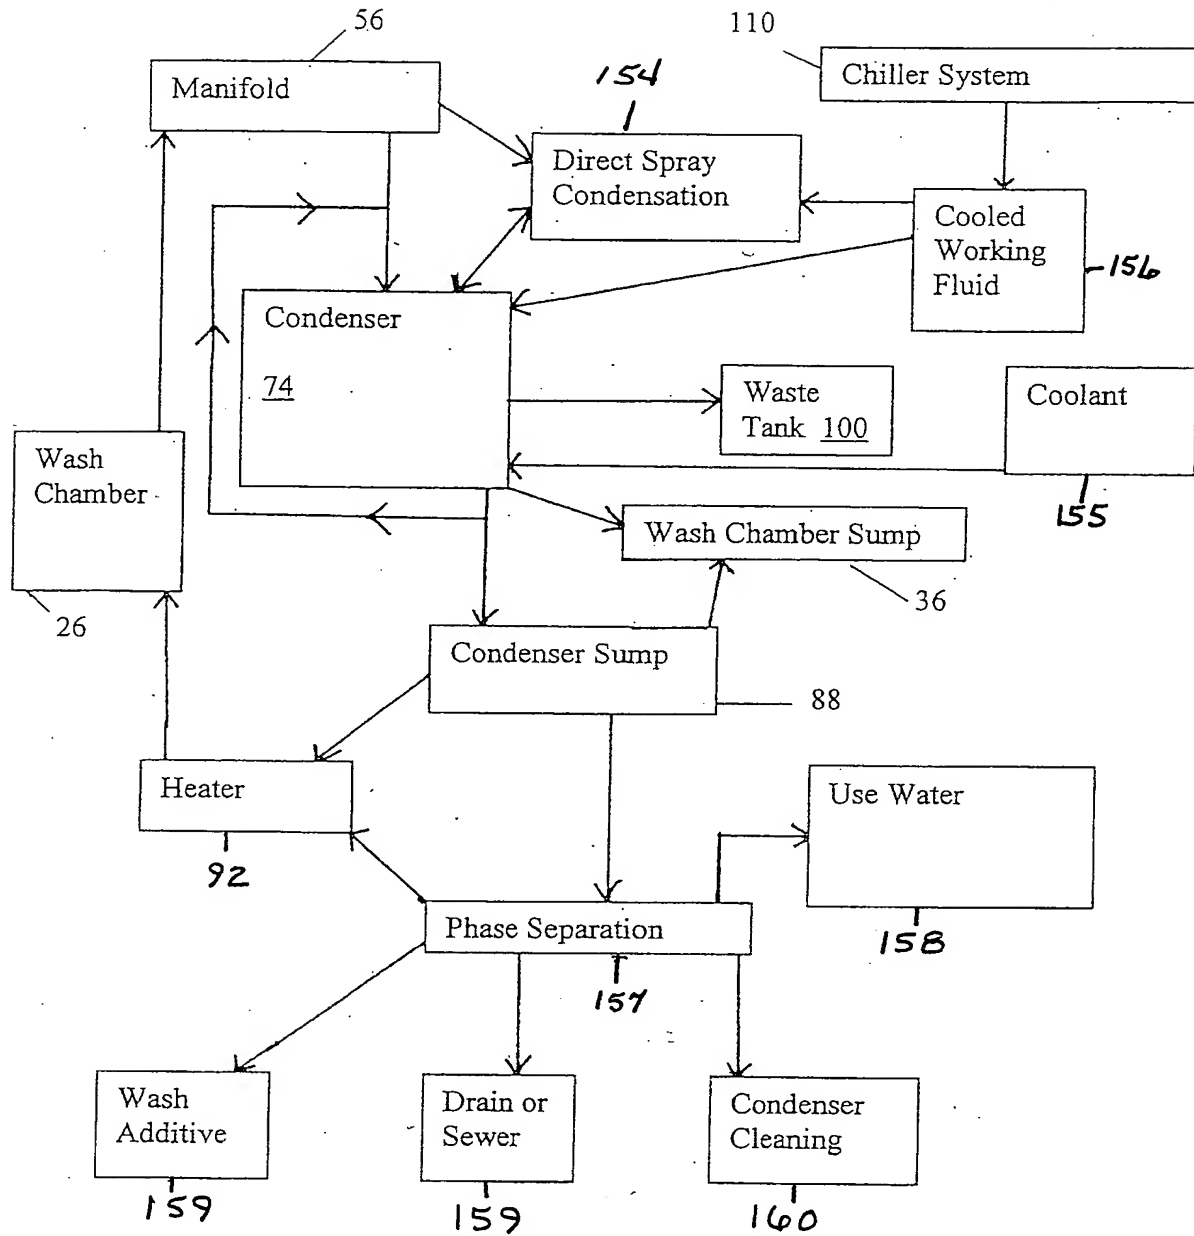 56
110
Manifold
154
Chiller System
Direct Spray
Condensation
Cooled
Working
Fluid
156
Condenser
74
Waste
Tank 100
Coolant
Wash
Chamber
155
Wash Chamber Sump
36
26
Condenser Sump
88
Heater
Use Water
92
Phase Separation
158
157
Wash
Additive
Drain or
Sewer
Condenser
Cleaning
159
159
160